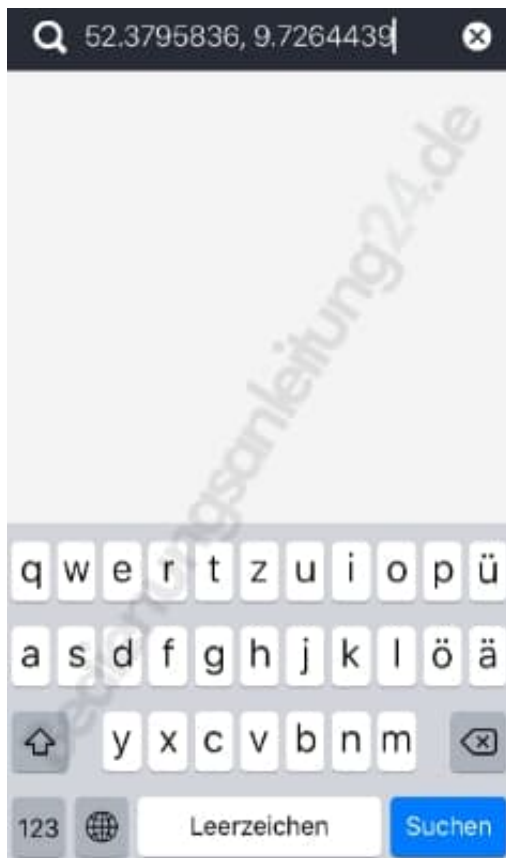 52.3795836, 9.7264439
bedienungsanleitung24.de
q w e r t z u i o p ü
a s d f g h j k l ö ä
y x c v b n m
123 Leerzeichen Suchen